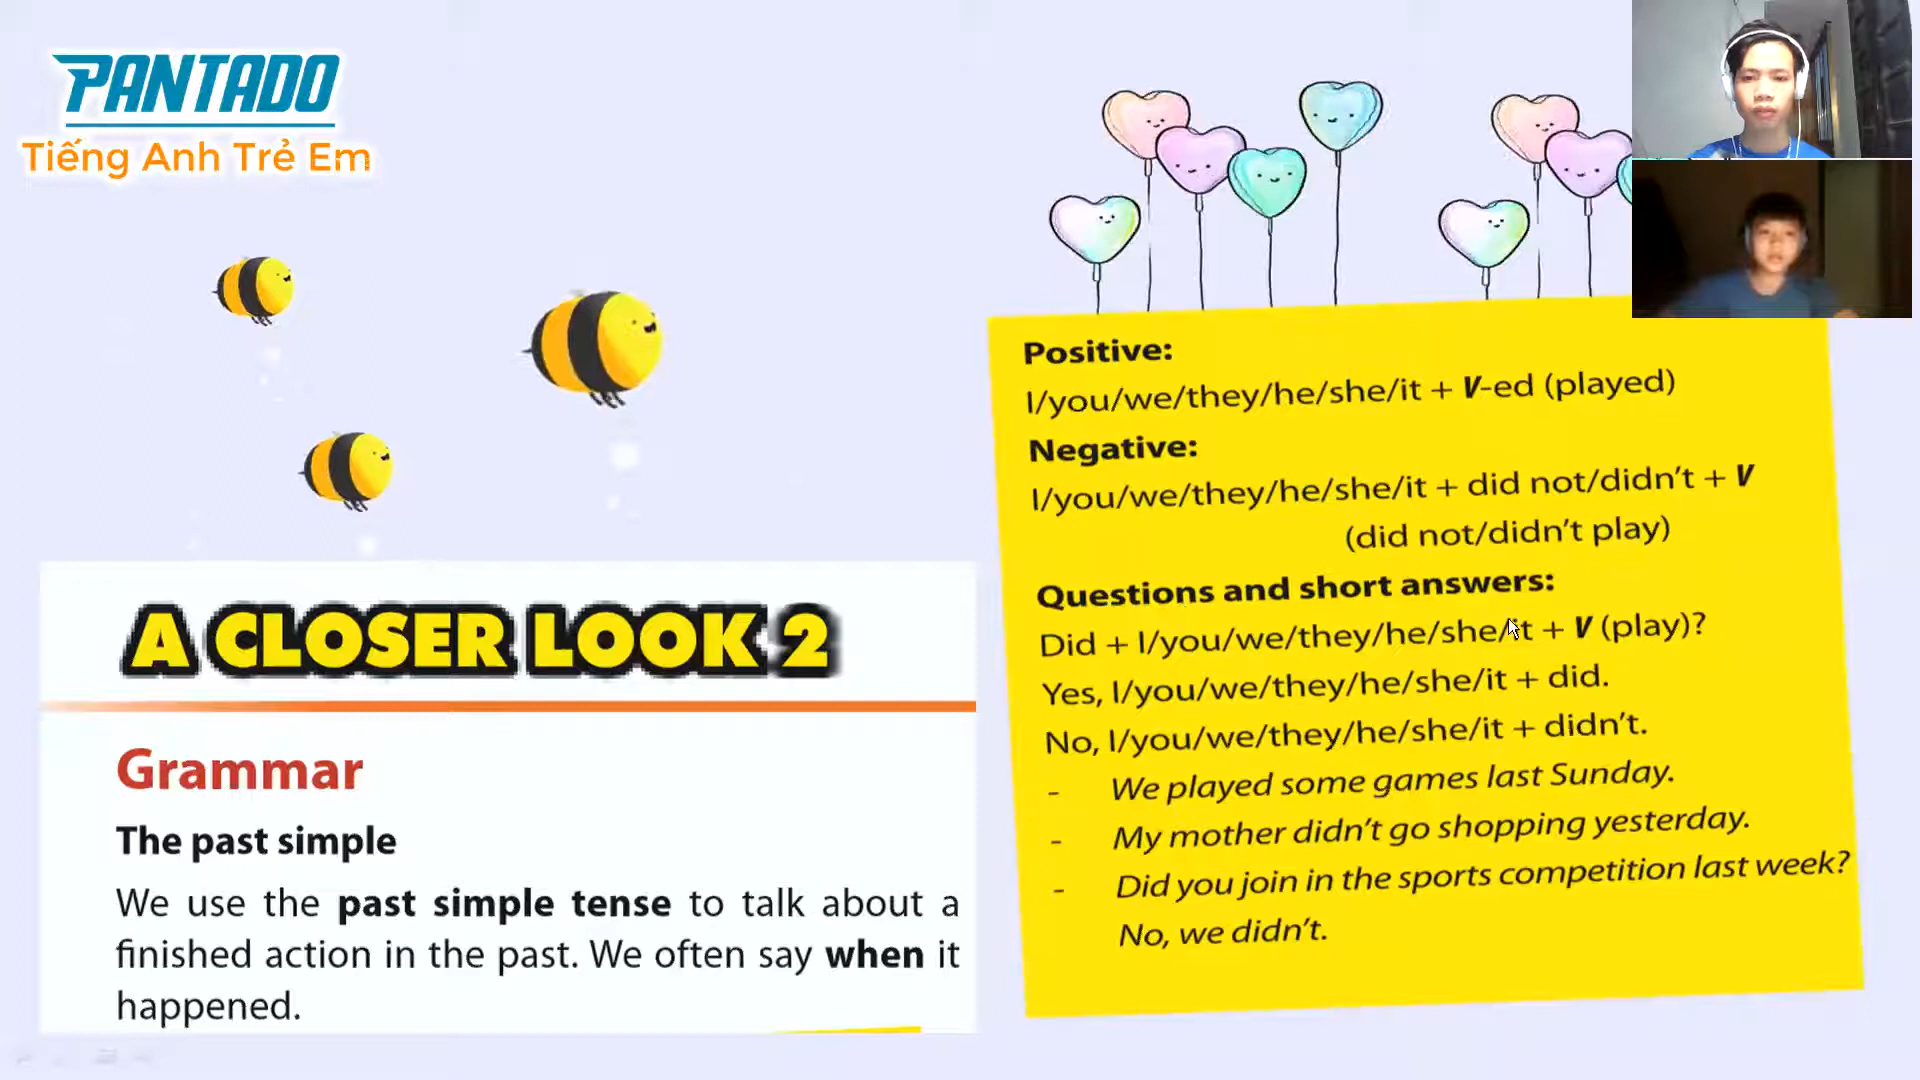 PANTADO
Tiếng Anh Trẻ Em
A CLOSER LOOK 2
Grammar
The past simple
We use the past simple tense to talk about a
finished action in the past. We often say when it
happened.
Positive:
I/you/we/they/he/she/it + V-ed (played)
Negative:
I/you/we/they/he/she/it + did not/didn't + V
(did not/didn't play)
Questions and short answers:
Did + I/you/we/they/he/she/it + V (play)?
Yes, I/you/we/they/he/she/it + did.
No, I/you/we/they/he/she/it + didn't.
- We played some games last Sunday.
- My mother didn't go shopping yesterday.
- Did you join in the sports competition last week?
No, we didn't.